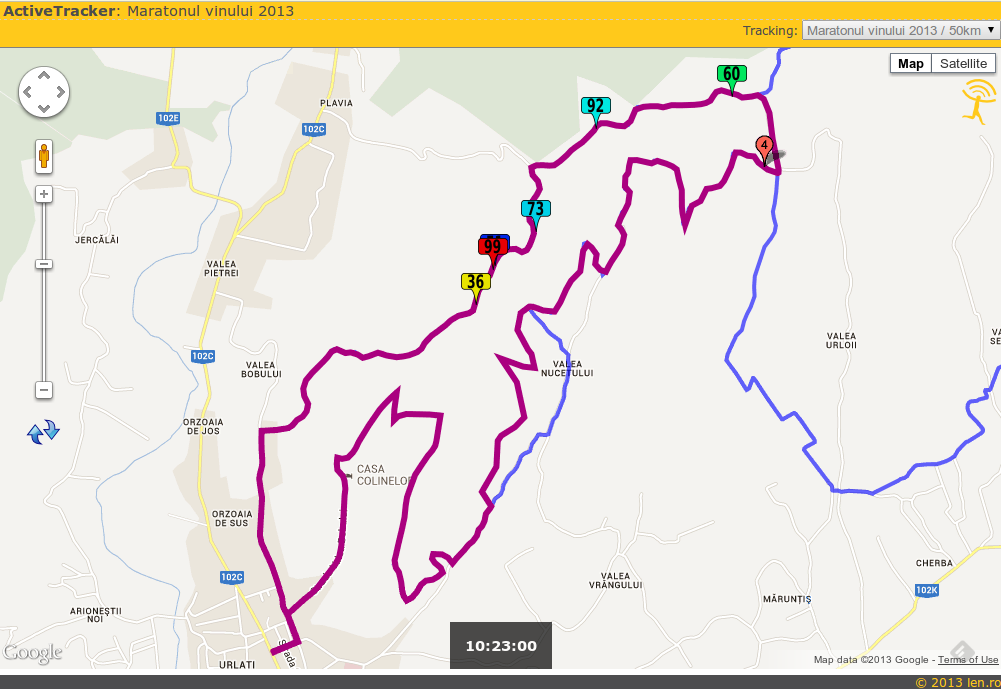 ActiveTracker: Maratonul vinului 2013
Tracking: Maratonul vinului 2013 / 50km
Map Satellite
60
92
PLAVIA
102E
102C
4
73
JERCĂLĂI
99
VALEA
PIETREI
36
VALEA
URLOII
102C
VALEA
BOBULUI
VALEA
NUCETULUI
ORZOAIA
DE JOS
CASA
COLINELOR
ORZOAIA
DE SUS
CHERBA
102C
VALEA
VRÂNGULUI
102K
MĂRUNȚIȘ
ARIONEȘTII
NOI
10:23:00
Google
URLAȚI
Map data ©2013 Google - Terms of Use
© 2013 len.ro